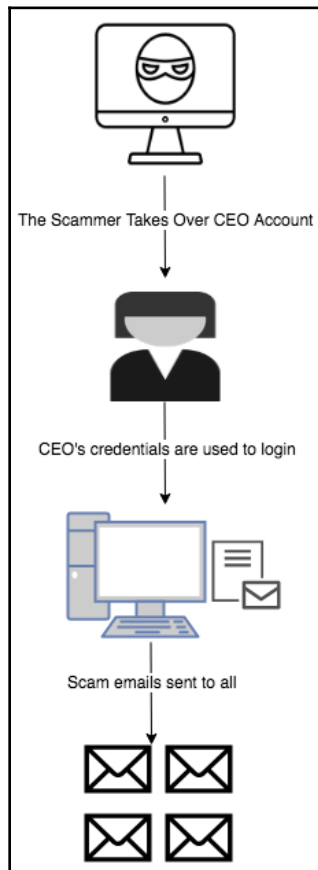 The Scammer Takes Over CEO Account
CEO's credentials are used to login
Scam emails sent to all